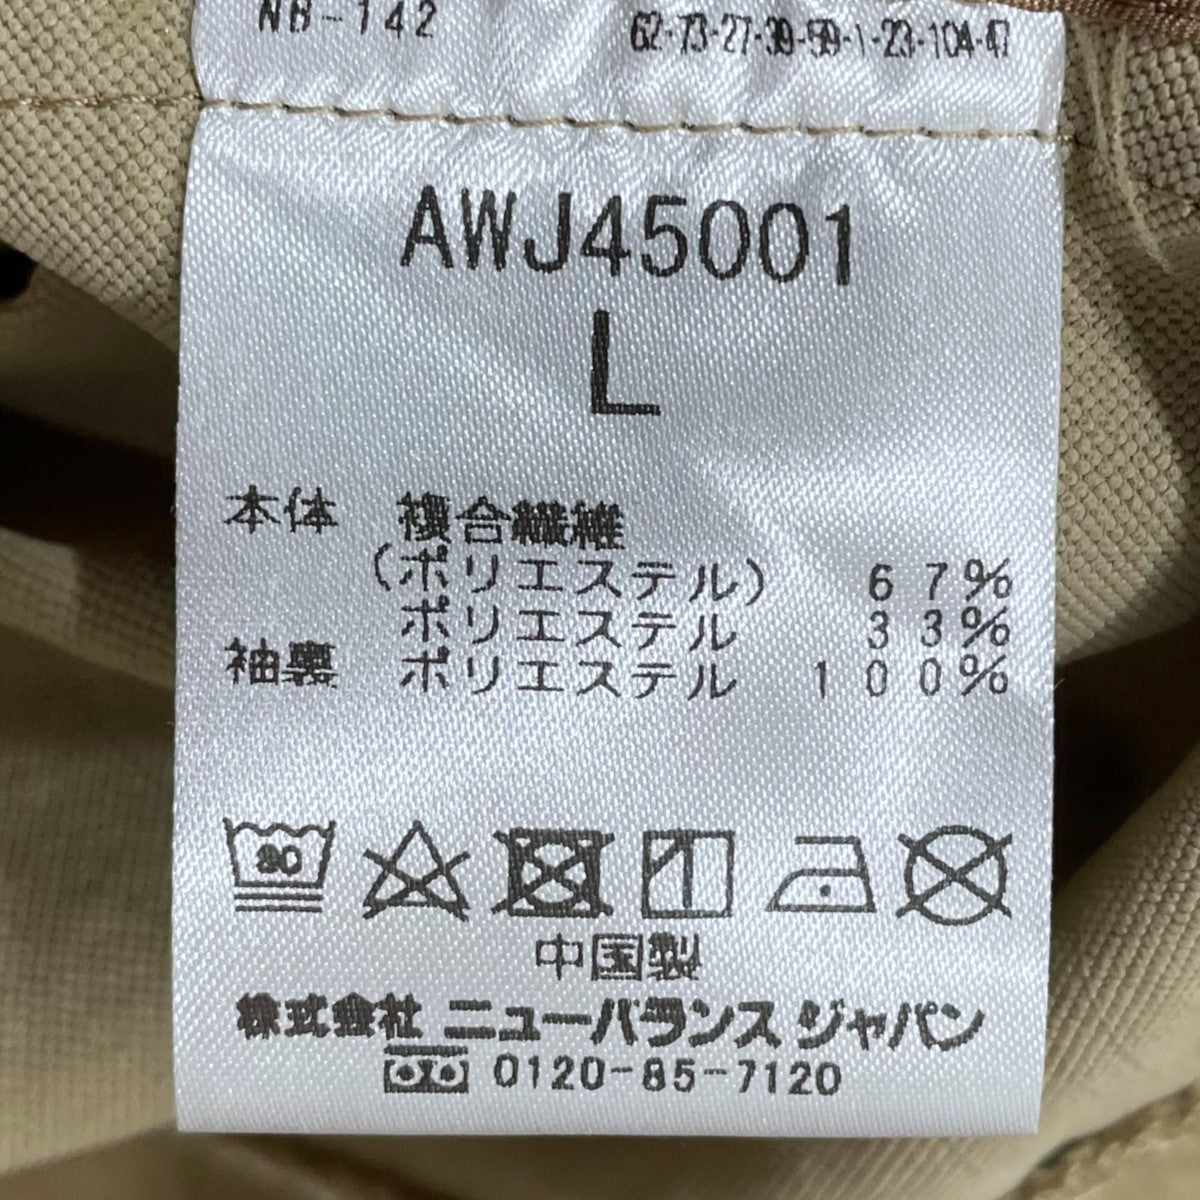 NB-142 62-73-27-39-59-1-23-104-47
AWJ45001
L
本体 複合繊維
(ポリエステル) 67%
ポリエステル 33%
袖裏 ポリエステル 100%
30
中国製
株式会社 ニューバランス ジャパン
0120-85-7120